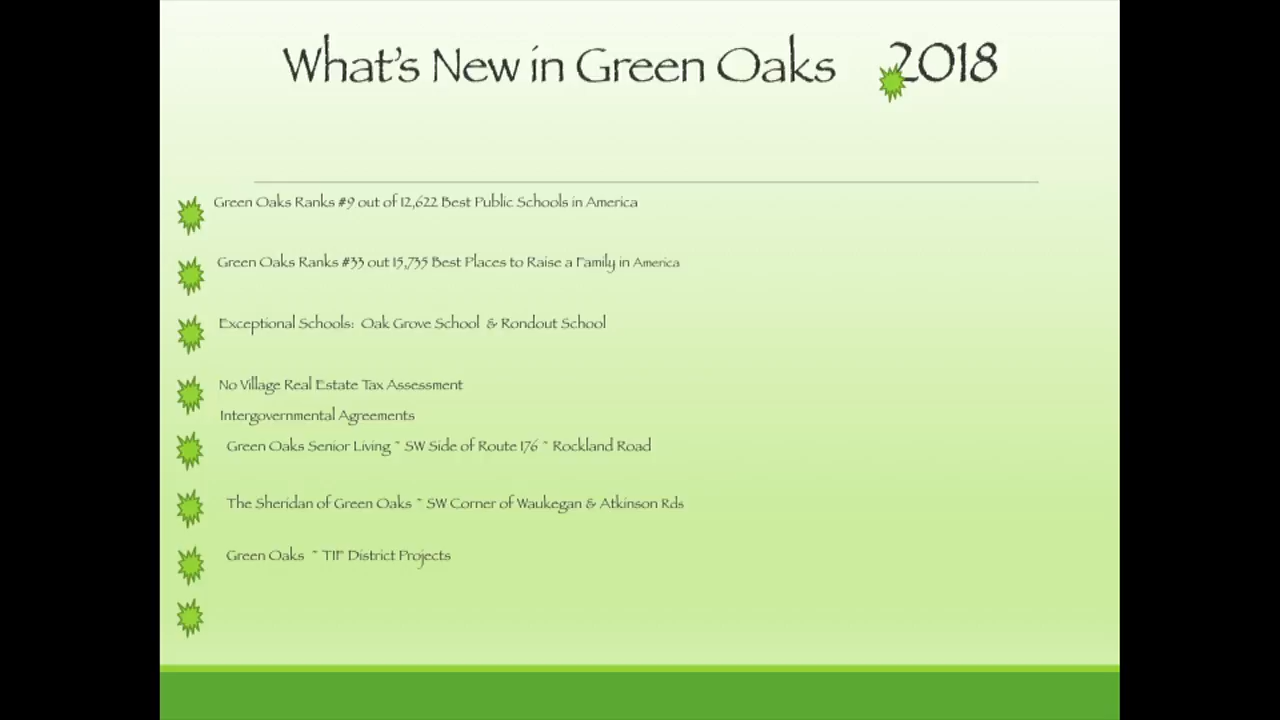 What's New in Green Oaks 2018
Green Oaks Ranks #9 out of 12,622 Best Public Schools in America
Green Oaks Ranks #33 out 15,735 Best Places to Raise a Family in America
Exceptional Schools: Oak Grove School & Rondout School
No Village Real Estate Tax Assessment
Intergovernmental Agreements
Green Oaks Senior Living ~ SW Side of Route 176 ~ Rockland Road
The Sheridan of Green Oaks ~ SW Corner of Waukegan & Atkinson Rds
Green Oaks ~ TIF District Projects